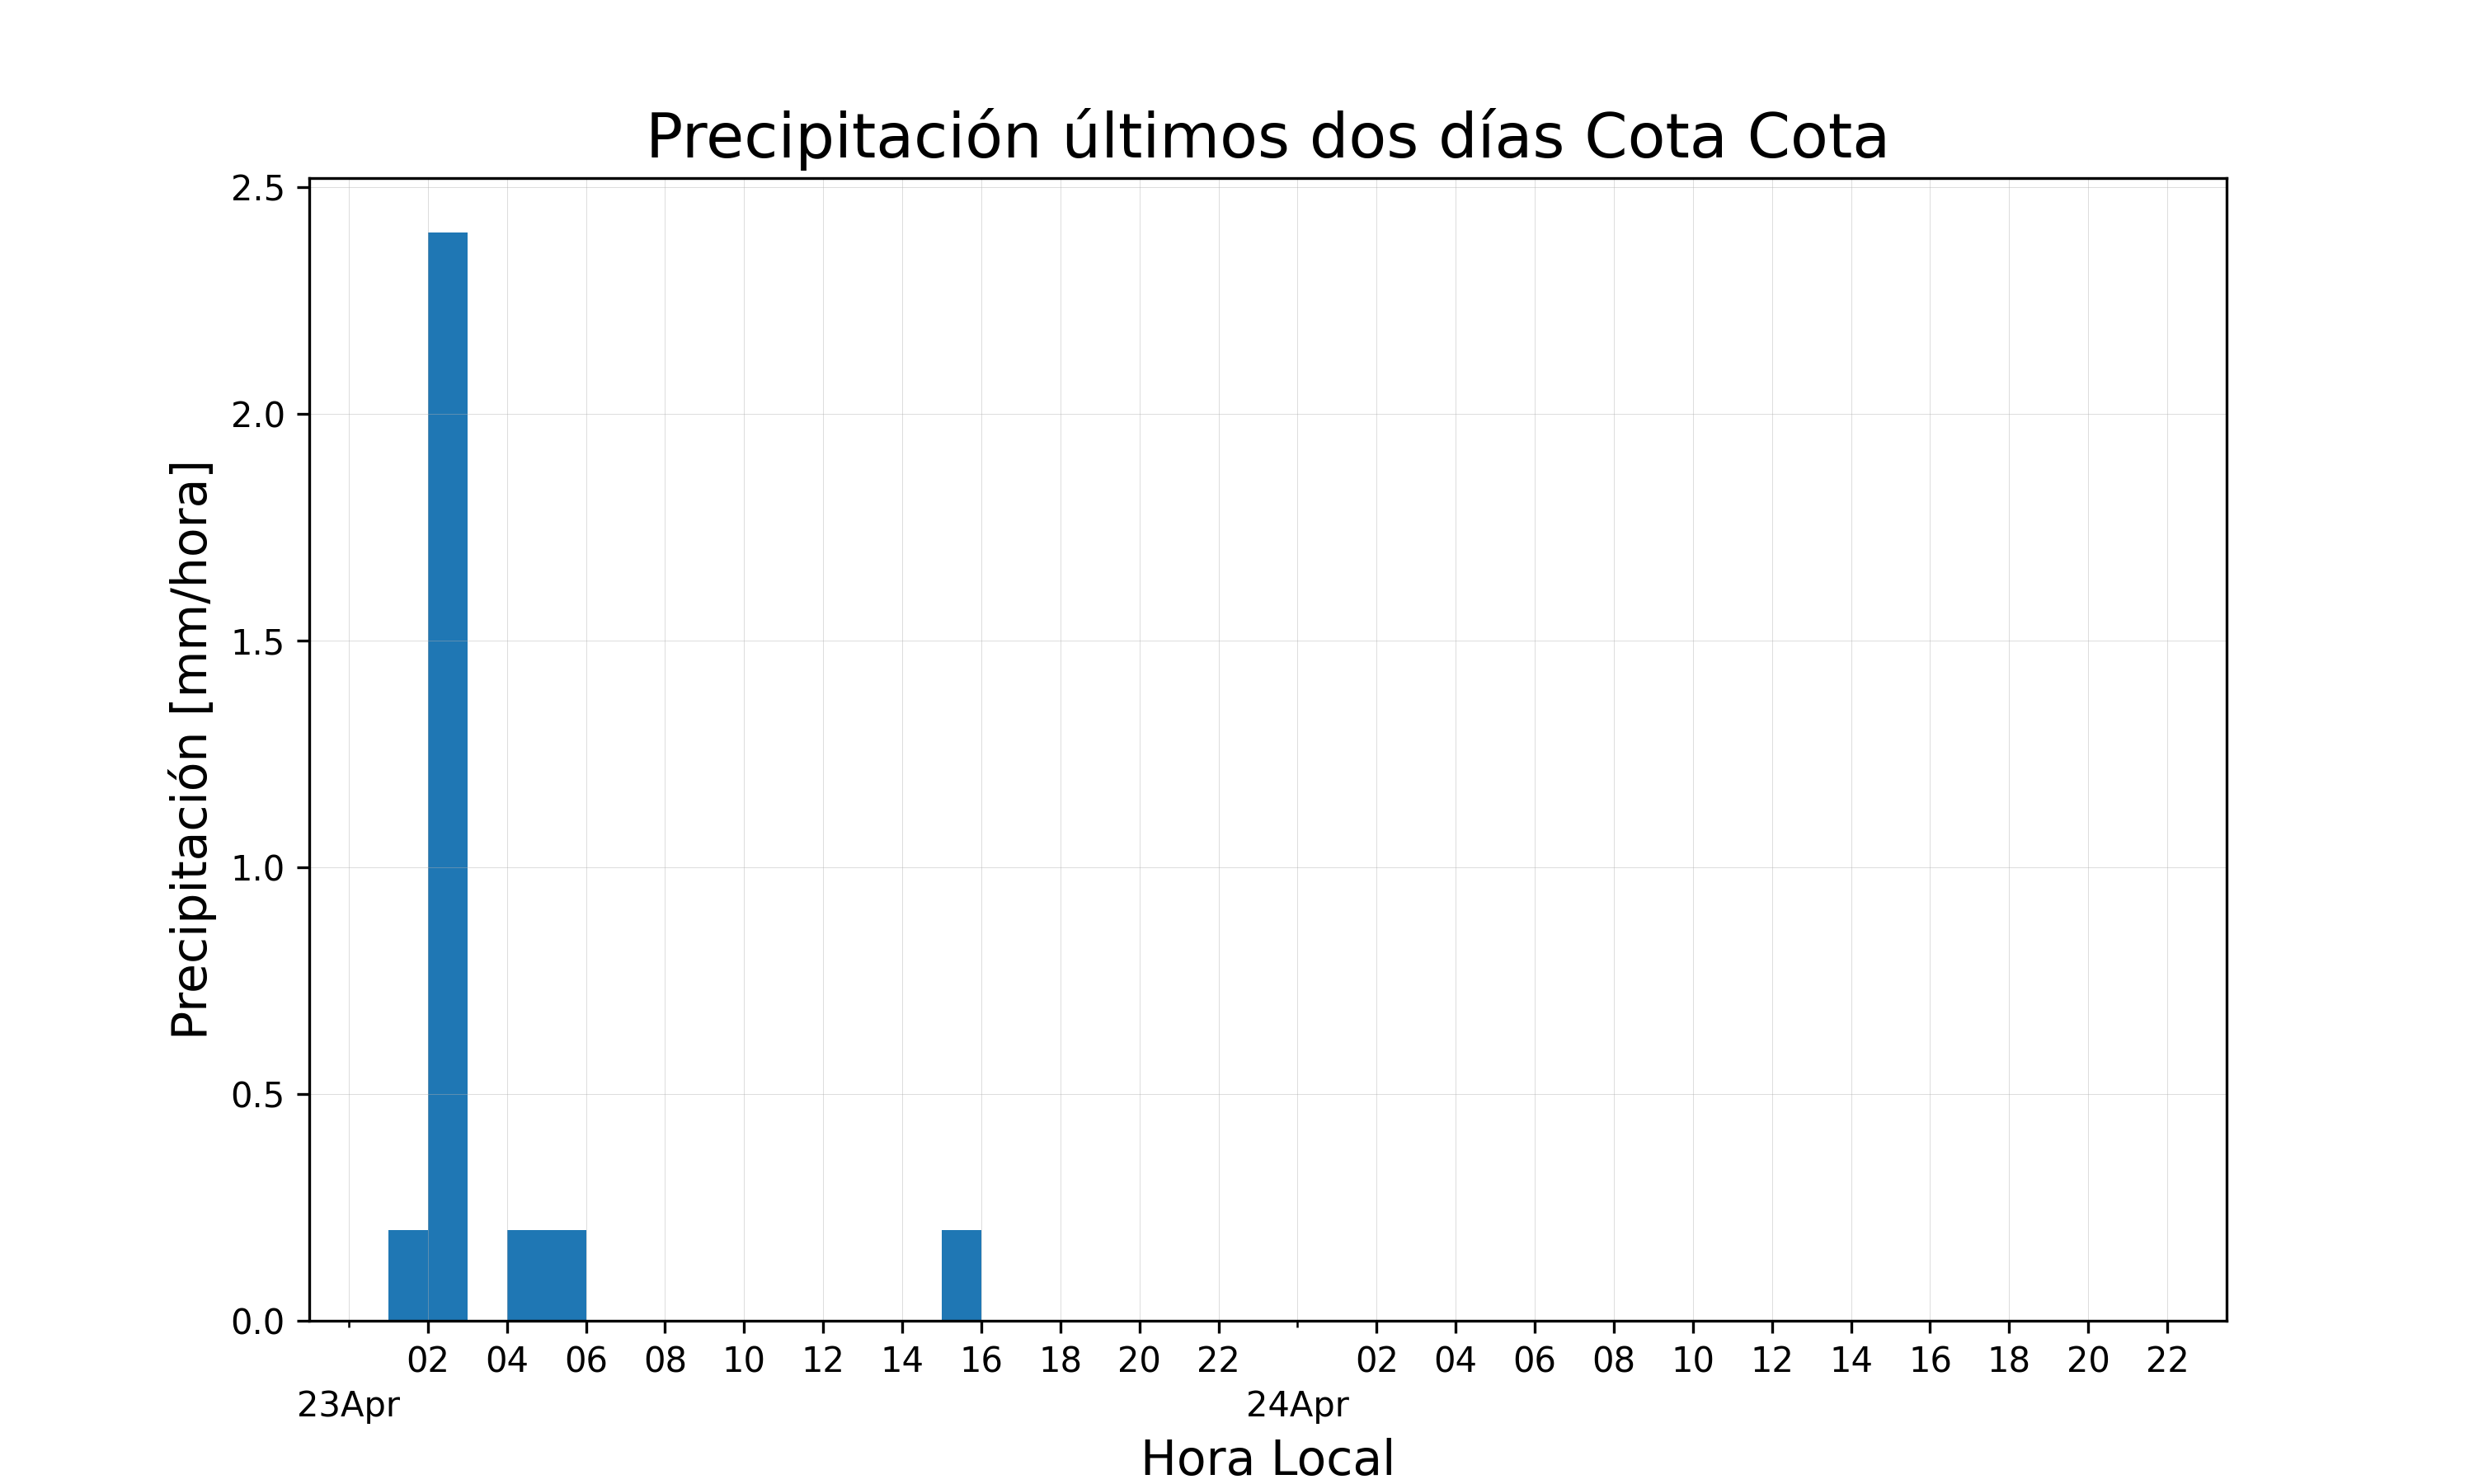 Precipitación últimos dos días Cota Cota
Precipitación [mm/hora]
2.5
2.0
1.5
1.0
0.5
0.0
02 04 06 08 10 12 14 16 18 20 22 02 04 06 08 10 12 14 16 18 20 22
23Apr 24Apr
Hora Local